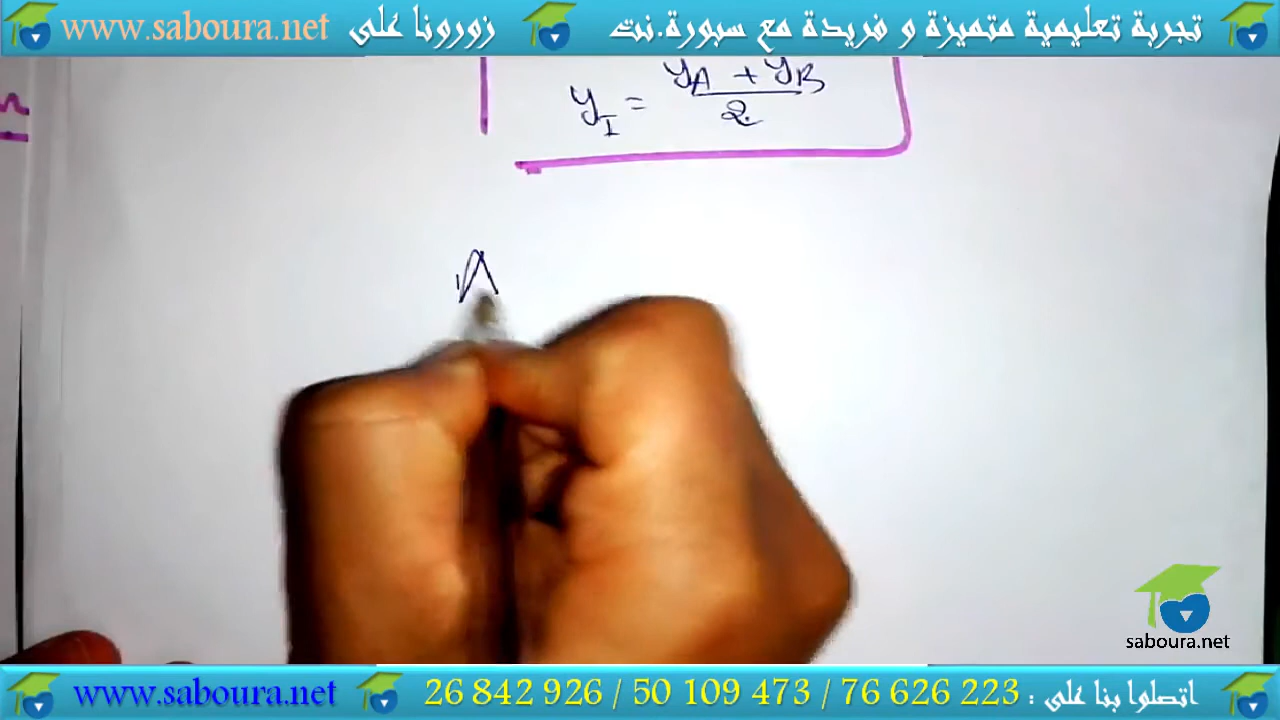 تجربة تعليمية متميزة و فريدة مع سبورة.نت زورونا على www.saboura.net
y_I = (y_A + y_B) / 2
A
saboura.net
اتصلوا بنا على : 26 842 926 / 50 109 473 / 76 626 223 www.saboura.net